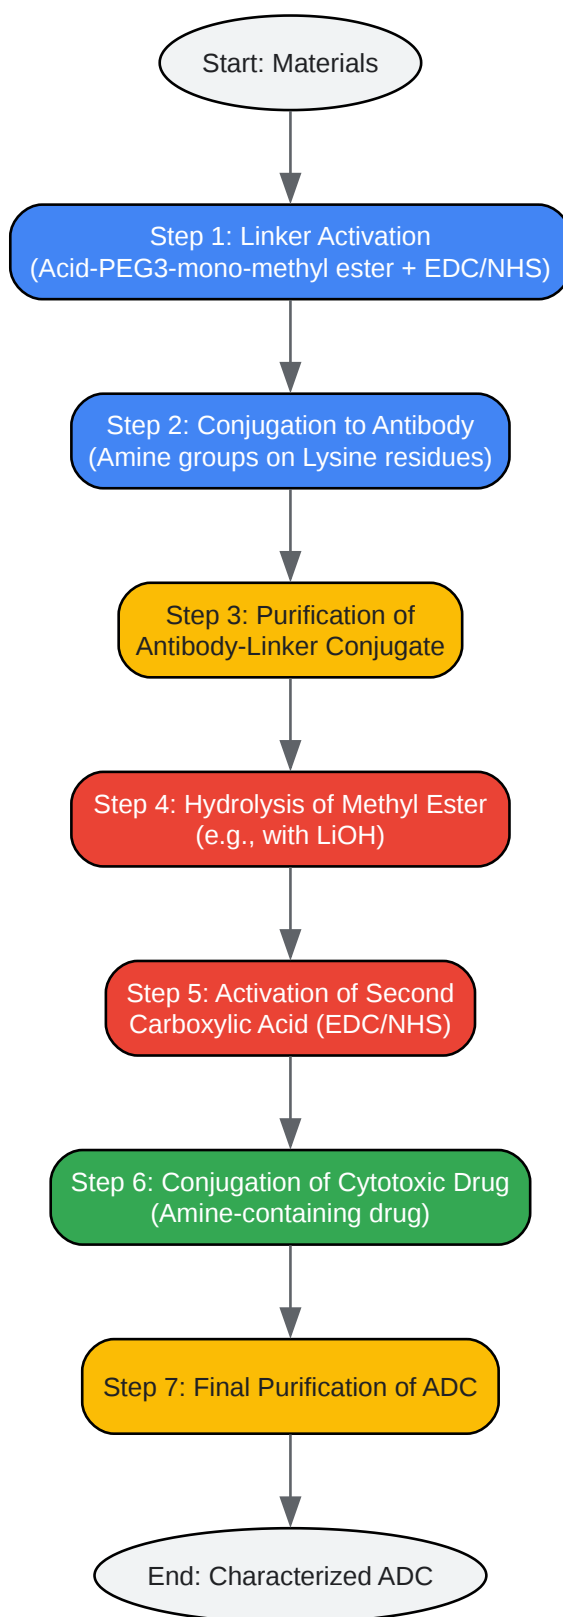 Start: Materials
Step 1: Linker Activation
(Acid-PEG3-mono-methyl ester + EDC/NHS)
Step 2: Conjugation to Antibody
(Amine groups on Lysine residues)
Step 3: Purification of
Antibody-Linker Conjugate
Step 4: Hydrolysis of Methyl Ester
(e.g., with LiOH)
Step 5: Activation of Second
Carboxylic Acid (EDC/NHS)
Step 6: Conjugation of Cytotoxic Drug
(Amine-containing drug)
Step 7: Final Purification of ADC
End: Characterized ADC